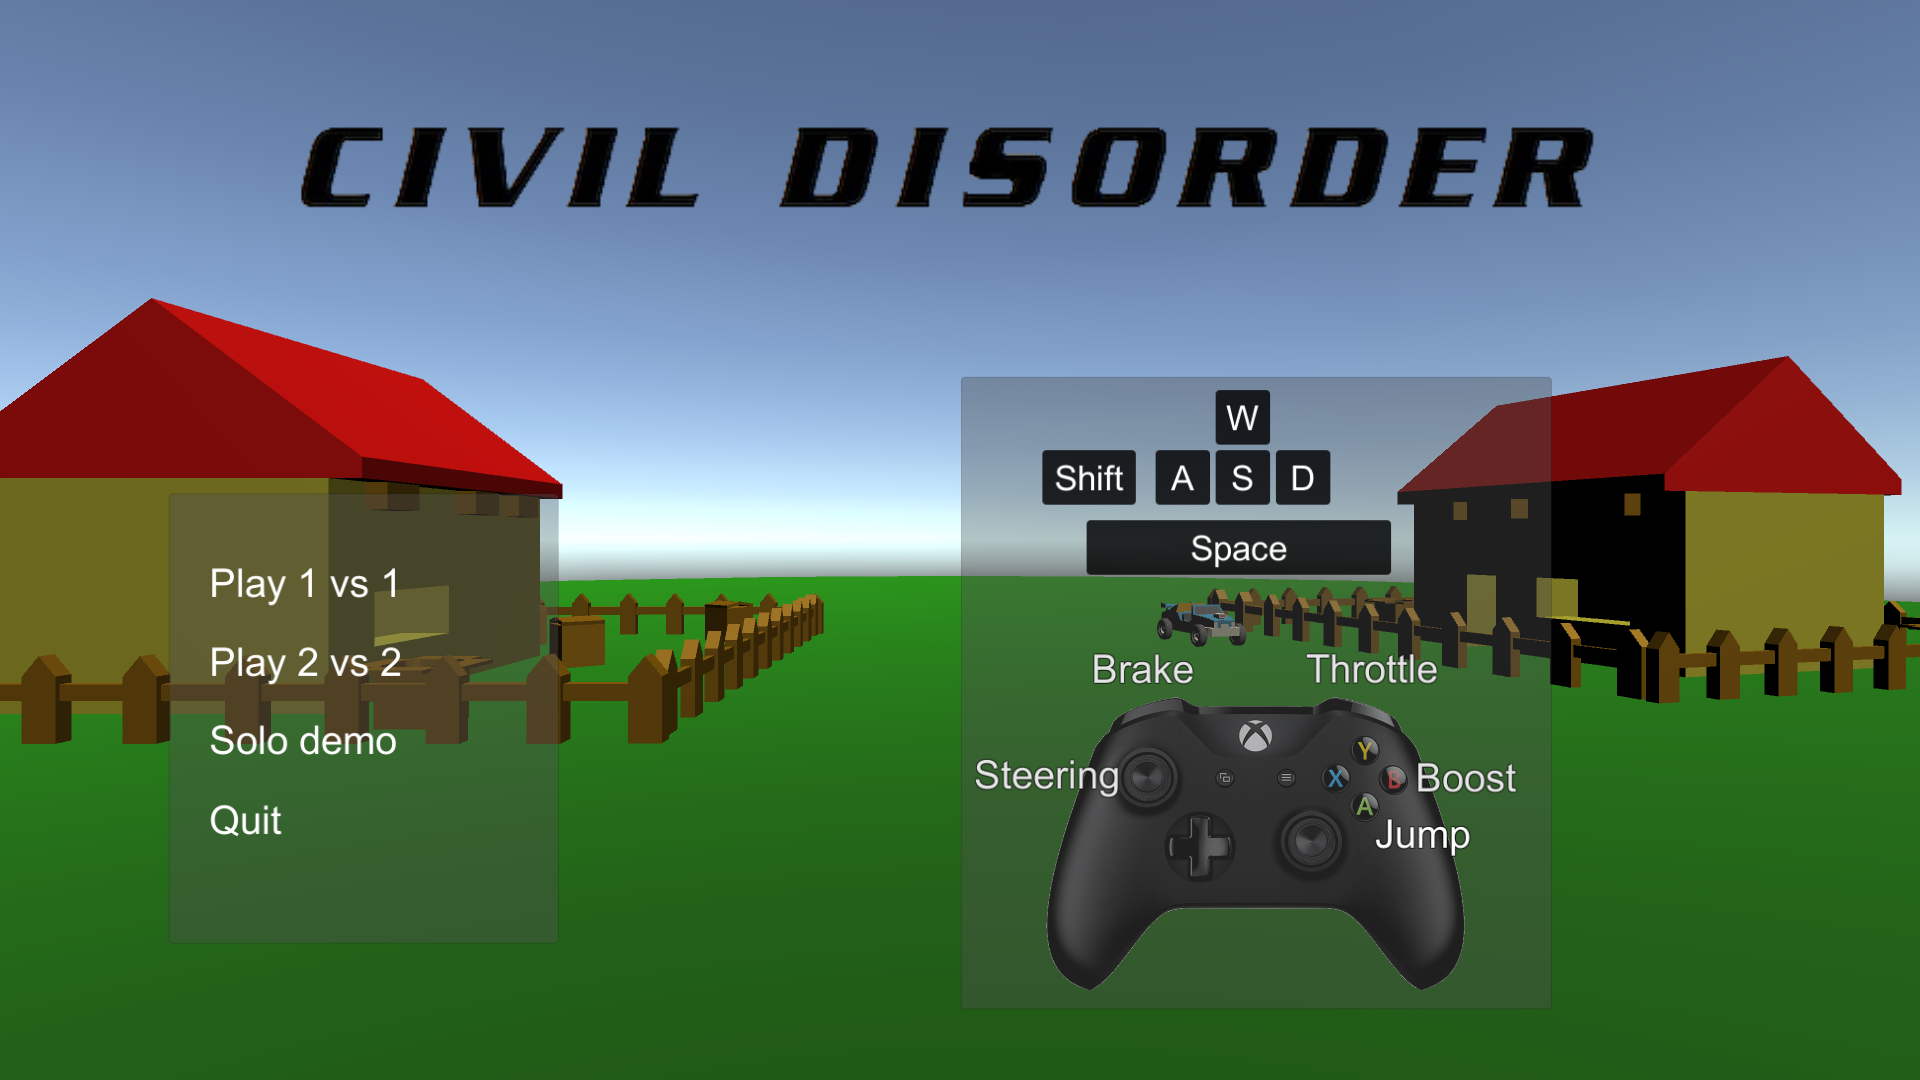 CIVIL DISORDER
Play 1 vs 1
Play 2 vs 2
Solo demo
Quit
W
Shift A S D
Space
Brake Throttle
Y
Steering X B Boost
A
Jump